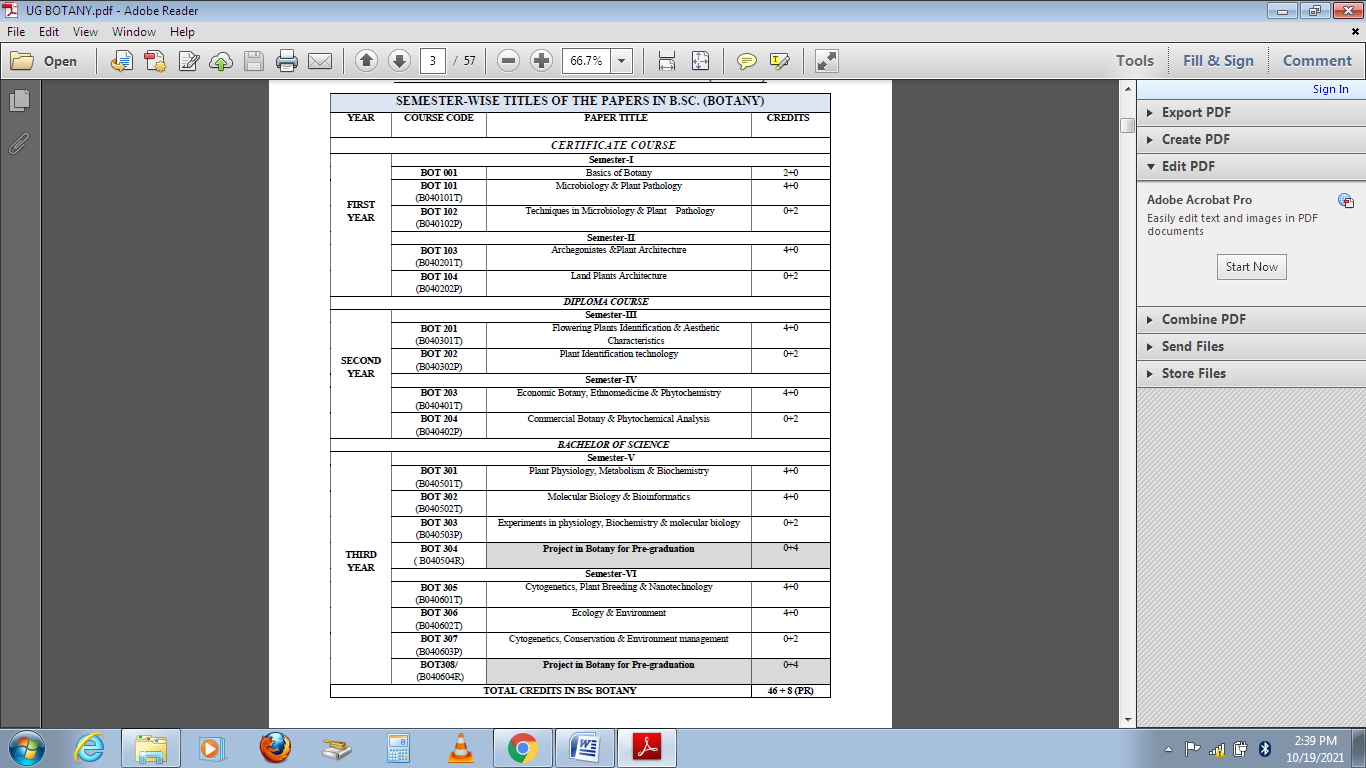 UG BOTANY.pdf - Adobe Reader
File Edit View Window Help
Open 3 / 57 66.7% Tools Fill & Sign Comment
Sign In
Export PDF
Create PDF
Edit PDF
Adobe Acrobat Pro
Easily edit text and images in PDF
documents
Start Now
Combine PDF
Send Files
Store Files
SEMESTER-WISE TITLES OF THE PAPERS IN B.SC. (BOTANY)
YEAR COURSE CODE PAPER TITLE CREDITS
CERTIFICATE COURSE
FIRST
YEAR
Semester-I
BOT 001 Basics of Botany 2+0
BOT 101 Microbiology & Plant Pathology 4+0
(B040101T)
BOT 102 Techniques in Microbiology & Plant Pathology 0+2
(B040102P)
Semester-II
BOT 103 Archegoniates &Plant Architecture 4+0
(B040201T)
BOT 104 Land Plants Architecture 0+2
(B040202P)
DIPLOMA COURSE
SECOND
YEAR
Semester-III
BOT 201 Flowering Plants Identification & Aesthetic 4+0
(B040301T) Characteristics
BOT 202 Plant Identification technology 0+2
(B040302P)
Semester-IV
BOT 203 Economic Botany, Ethnomedicine & Phytochemistry 4+0
(B040401T)
BOT 204 Commercial Botany & Phytochemical Analysis 0+2
(B040402P)
BACHELOR OF SCIENCE
THIRD
YEAR
Semester-V
BOT 301 Plant Physiology, Metabolism & Biochemistry 4+0
(B040501T)
BOT 302 Molecular Biology & Bioinformatics 4+0
(B040502T)
BOT 303 Experiments in physiology, Biochemistry & molecular biology 0+2
(B040503P)
BOT 304 Project in Botany for Pre-graduation 0+4
( B040504R)
Semester-VI
BOT 305 Cytogenetics, Plant Breeding & Nanotechnology 4+0
(B040601T)
BOT 306 Ecology & Environment 4+0
(B040602T)
BOT 307 Cytogenetics, Conservation & Environment management 0+2
(B040603P)
BOT308/ Project in Botany for Pre-graduation 0+4
(B040604R)
TOTAL CREDITS IN BSc BOTANY 46 + 8 (PR)
2:39 PM
10/19/2021